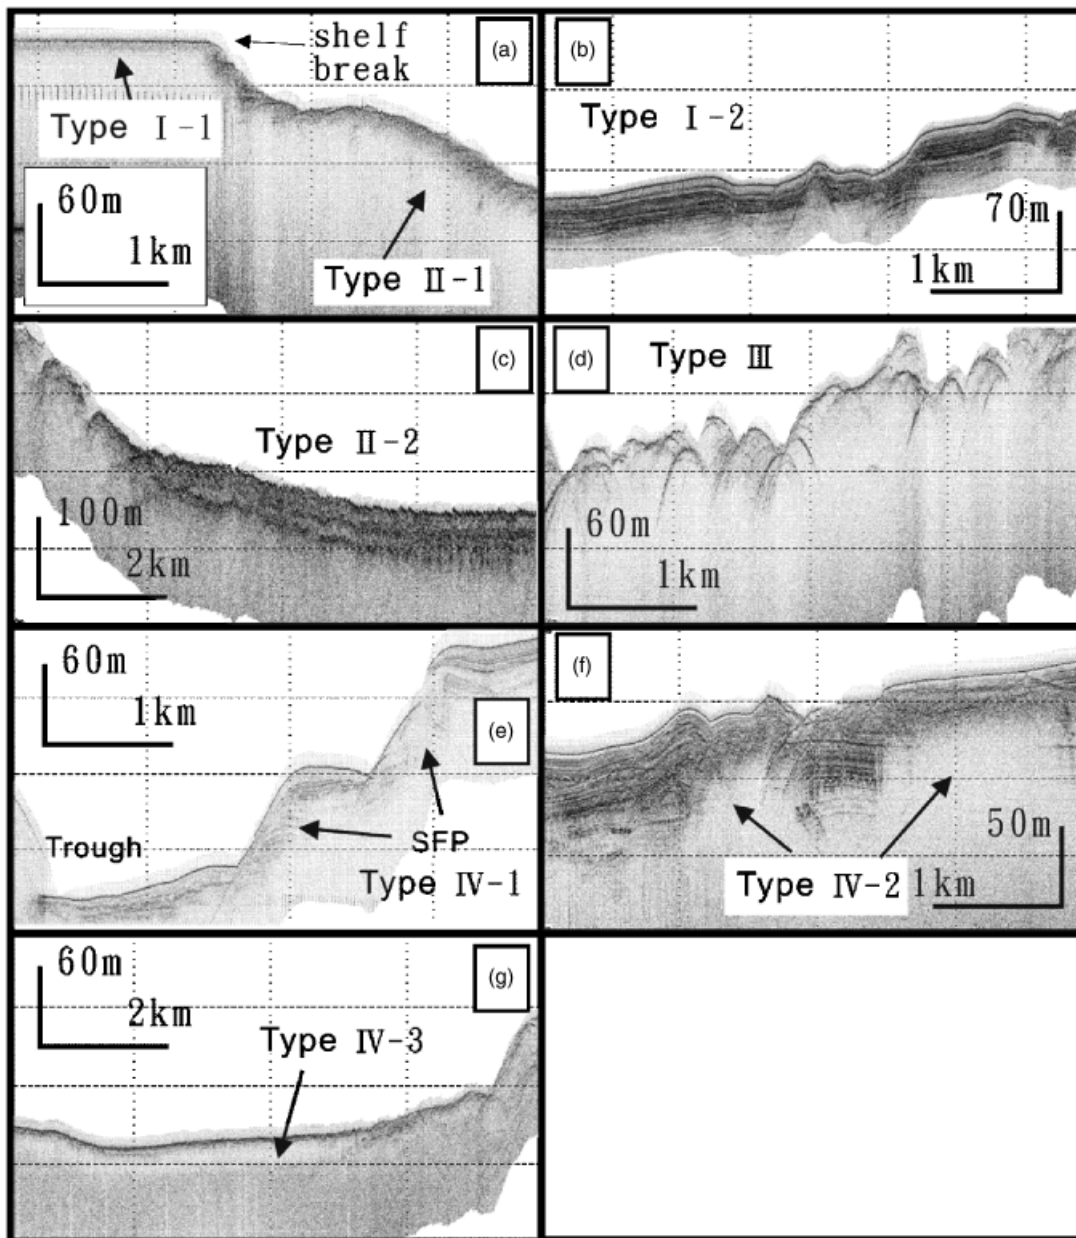 shelf
break
(a)
Type I-1
60m
1km
Type II-1
(b)
Type I-2
70m
1km
(c)
Type II-2
100m
2km
(d)
Type III
60m
1km
60m
1km
(e)
Trough
SFP
Type IV-1
(f)
50m
Type IV-2
1km
60m
(g)
2km
Type IV-3